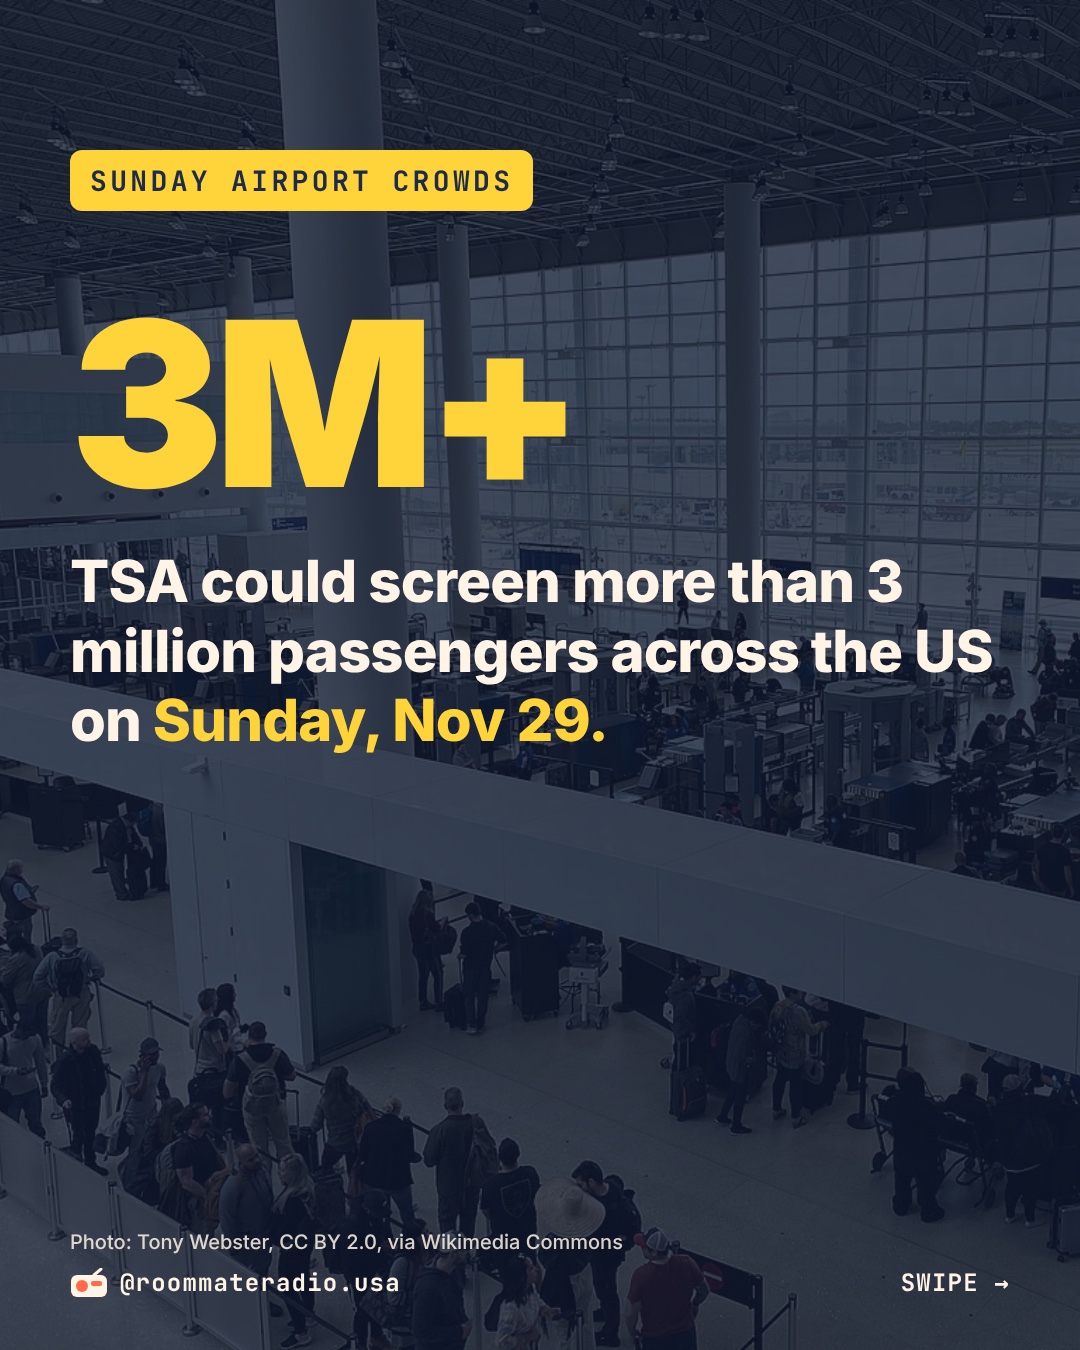 SUNDAY AIRPORT CROWDS
3M+
TSA could screen more than 3
million passengers across the US
on Sunday, Nov 29.
Photo: Tony Webster, CC BY 2.0, via Wikimedia Commons
@roommateradio.usa
SWIPE →